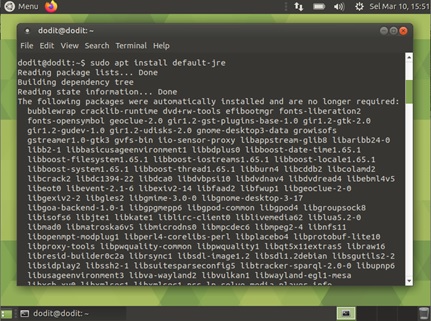 Menu
Sel Mar 10, 15:51
dodit@dodit: ~
File Edit View Search Terminal Help
dodit@dodit:~$ sudo apt install default-jre
Reading package lists... Done
Building dependency tree
Reading state information... Done
The following packages were automatically installed and are no longer required:
bubblewrap cracklib-runtime dvd+rw-tools efibootmgr fonts-liberation2
fonts-opensymbol geoclue-2.0 gir1.2-gst-plugins-base-1.0 gir1.2-gtk-2.0
gir1.2-gudev-1.0 gir1.2-udisks-2.0 gnome-desktop3-data growisofs
gstreamer1.0-gtk3 gvfs-bin iio-sensor-proxy libappstream-glib8 libaribb24-0
libb2-1 libbasicusageenvironment1 libbdplus0 libboost-date-time1.65.1
libboost-filesystem1.65.1 libboost-iostreams1.65.1 libboost-locale1.65.1
libboost-system1.65.1 libboost-thread1.65.1 libburn4 libcddb2 libcolamd2
libcrack2 libdc1394-22 libdca0 libdvbpsi10 libdvdnav4 libdvdread4 libebml4v5
libeot0 libevent-2.1-6 libexiv2-14 libfaad2 libfwup1 libgeoclue-2-0
libgexiv2-2 libgles2 libgmime-3.0-0 libgnome-desktop-3-17
libgoa-backend-1.0-1 libgpgmepp6 libgpod-common libgpod4 libgroupsock8
libisofs6 libjte1 libkate1 liblirc-client0 liblivemedia62 liblua5.2-0
libmad0 libmatroska6v5 libmicrodns0 libmpcdec6 libmpeg2-4 libnfs11
libopenmpt-modplug1 libperl4-corelibs-perl libplacebo4 libprotobuf-lite10
libproxy-tools libpwquality-common libpwquality1 libqt5x11extras5 libraw16
libresid-builder0c2a librsync1 libsdl-image1.2 libsdl1.2debian libsgutils2-2
libsidplay2 libssh2-1 libsuitesparseconfig5 libtracker-sparql-2.0-0 libupnp6
libusageenvironment3 libva-wayland2 libvulkan1 libwayland-egl1-mesa
dodit@dodit: ~